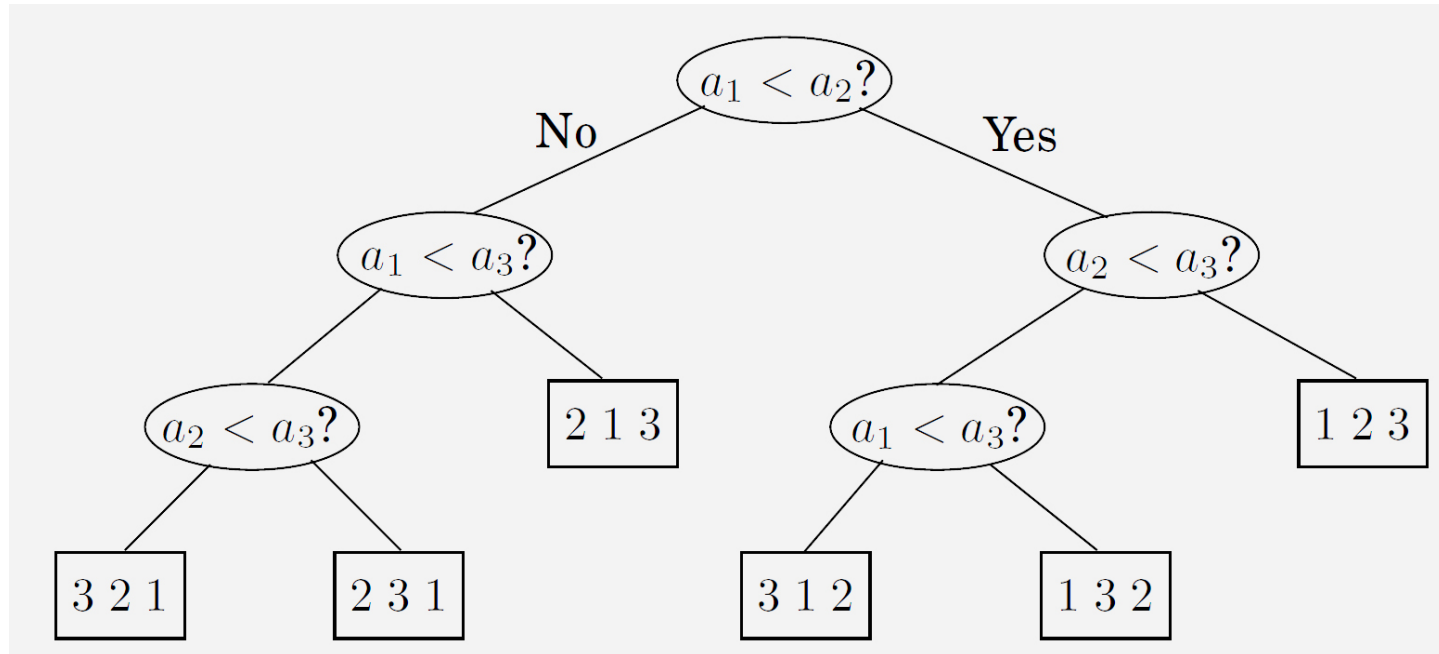 a₁ < a₂?
No Yes
a₁ < a₃? a₂ < a₃?
a₂ < a₃? 2 1 3 a₁ < a₃? 1 2 3
3 2 1 2 3 1 3 1 2 1 3 2